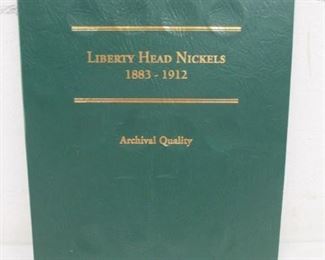 LIBERTY HEAD NICKELS
1883 - 1912
Archival Quality